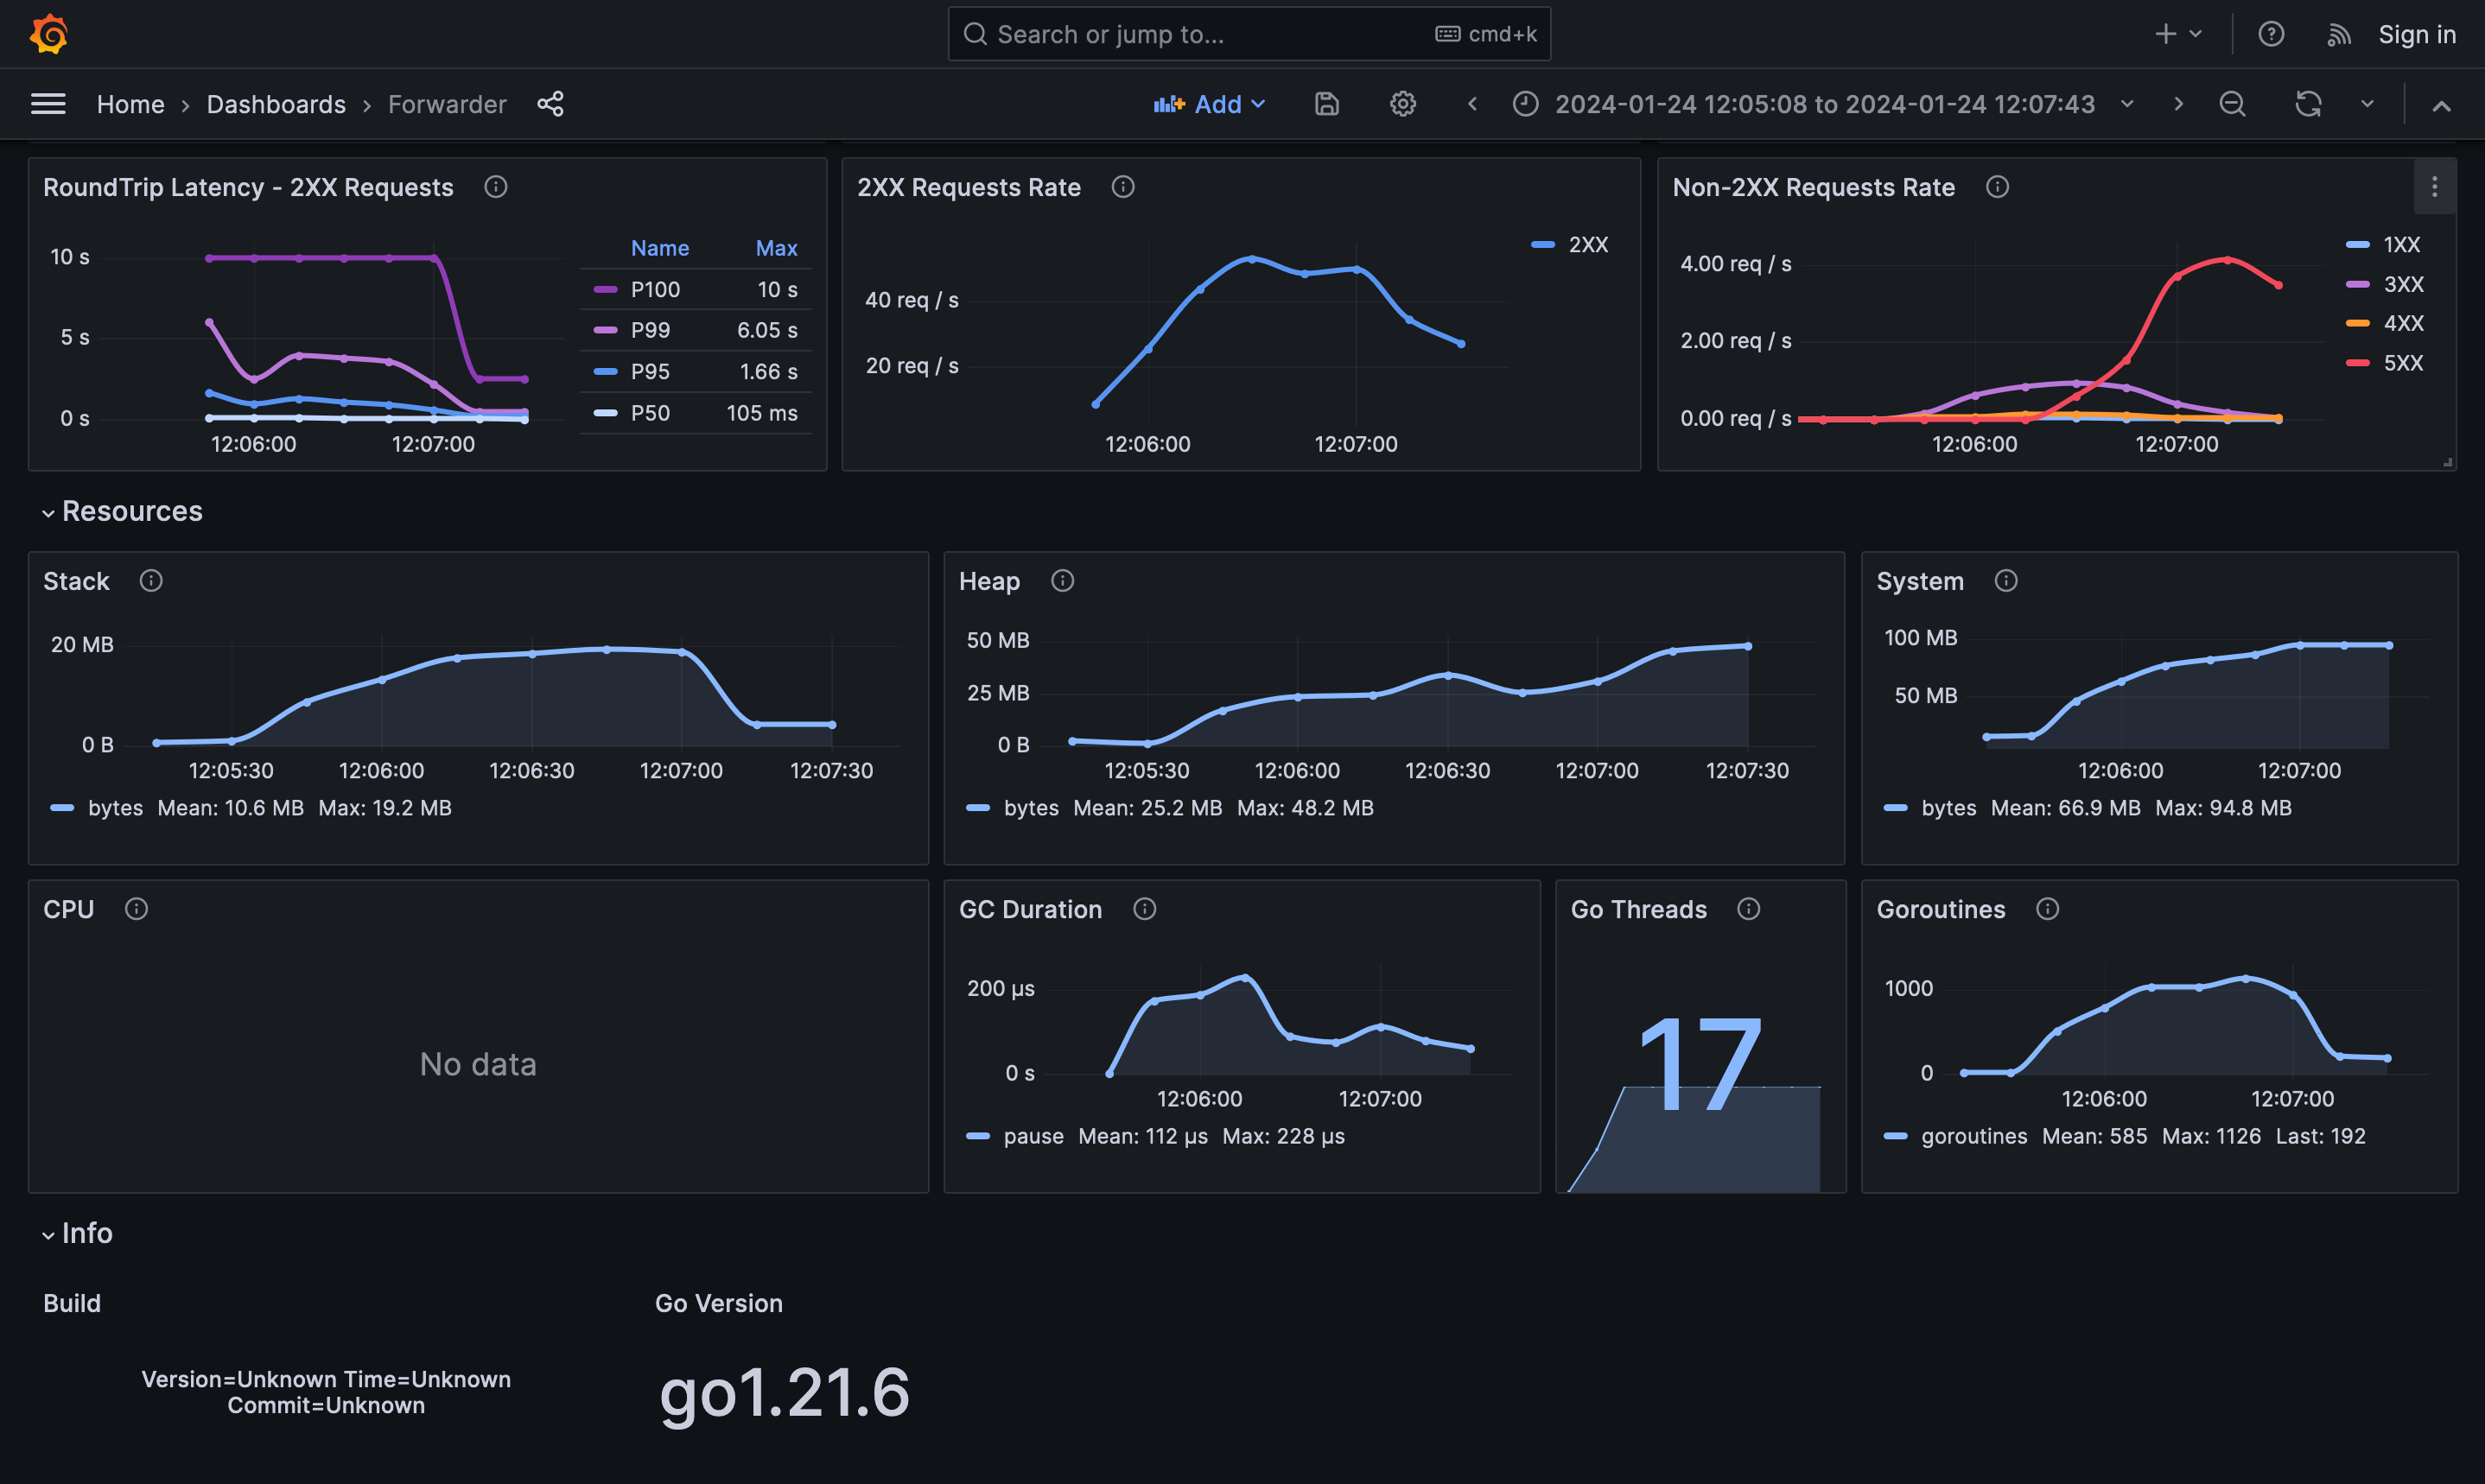 Search or jump to...
cmd+k
Sign in
Home
Dashboards
Forwarder
Add
2024-01-24 12:05:08 to 2024-01-24 12:07:43
RoundTrip Latency - 2XX Requests
10 s
5 s
0 s
12:06:00
12:07:00
Name Max
P100 10 s
P99 6.05 s
P95 1.66 s
P50 105 ms
2XX Requests Rate
40 req / s
20 req / s
12:06:00
12:07:00
2XX
Non-2XX Requests Rate
4.00 req / s
2.00 req / s
0.00 req / s
12:06:00
12:07:00
1XX
3XX
4XX
5XX
Resources
Stack
20 MB
0 B
12:05:30
12:06:00
12:06:30
12:07:00
12:07:30
bytes Mean: 10.6 MB Max: 19.2 MB
Heap
50 MB
25 MB
0 B
12:05:30
12:06:00
12:06:30
12:07:00
12:07:30
bytes Mean: 25.2 MB Max: 48.2 MB
System
100 MB
50 MB
12:06:00
12:07:00
bytes Mean: 66.9 MB Max: 94.8 MB
CPU
No data
GC Duration
200 µs
0 s
12:06:00
12:07:00
pause Mean: 112 µs Max: 228 µs
Go Threads
17
Goroutines
1000
0
12:06:00
12:07:00
goroutines Mean: 585 Max: 1126 Last: 192
Info
Build
Version=Unknown Time=Unknown
Commit=Unknown
Go Version
go1.21.6